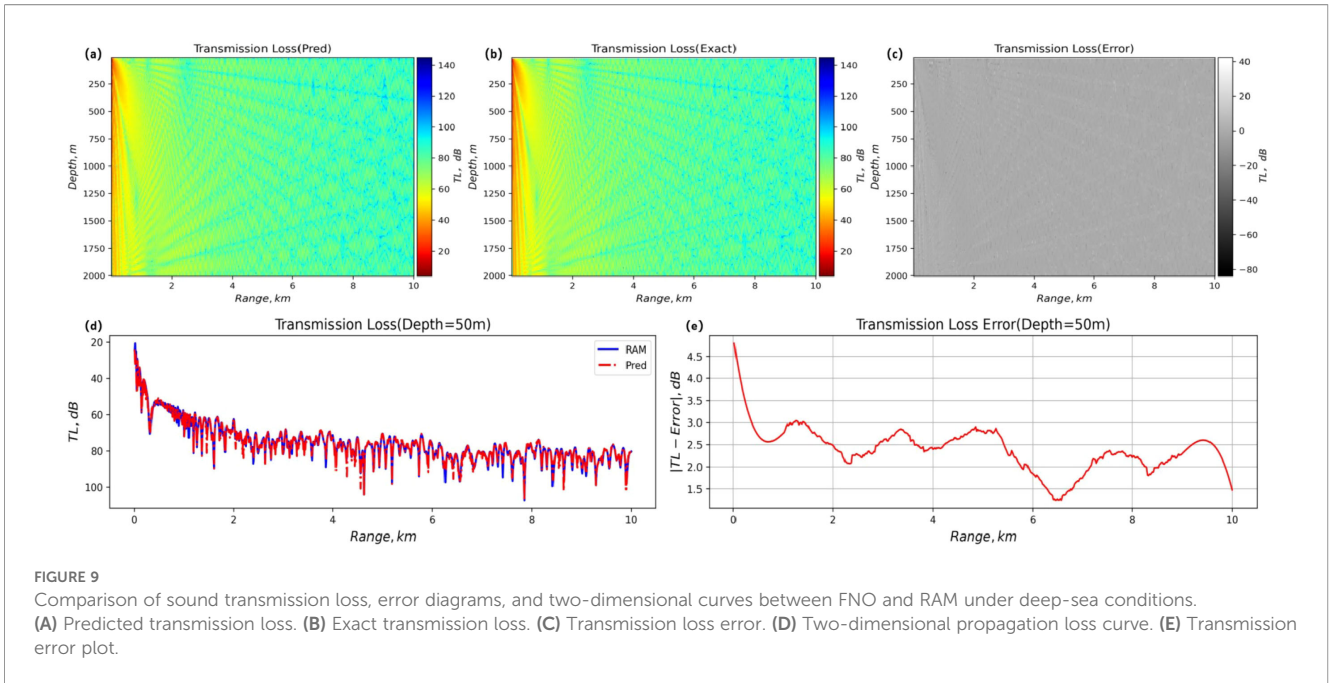 (a)
Transmission Loss(Pred)
250
500
750
1000
1250
1500
1750
2000
Depth,m
2
4
6
8
10
Range, km
140
120
100
80
60
40
20
TL, dB
(b)
Transmission Loss(Exact)
250
500
750
1000
1250
1500
1750
2000
Depth,m
2
4
6
8
10
Range, km
140
120
100
80
60
40
20
TL, dB
(c)
Transmission Loss(Error)
250
500
750
1000
1250
1500
1750
2000
Depth,m
2
4
6
8
10
Range, km
40
20
0
−20
−40
−60
−80
TL, dB
(d)
Transmission Loss(Depth=50m)
20
40
60
80
100
TL, dB
RAM
Pred
0
2
4
6
8
10
Range, km
(e)
Transmission Loss Error(Depth=50m)
4.5
4.0
3.5
3.0
2.5
2.0
1.5
|TL − Error|, dB
0
2
4
6
8
10
Range, km
FIGURE 9
Comparison of sound transmission loss, error diagrams, and two-dimensional curves between FNO and RAM under deep-sea conditions.
(A) Predicted transmission loss. (B) Exact transmission loss. (C) Transmission loss error. (D) Two-dimensional propagation loss curve. (E) Transmission
error plot.